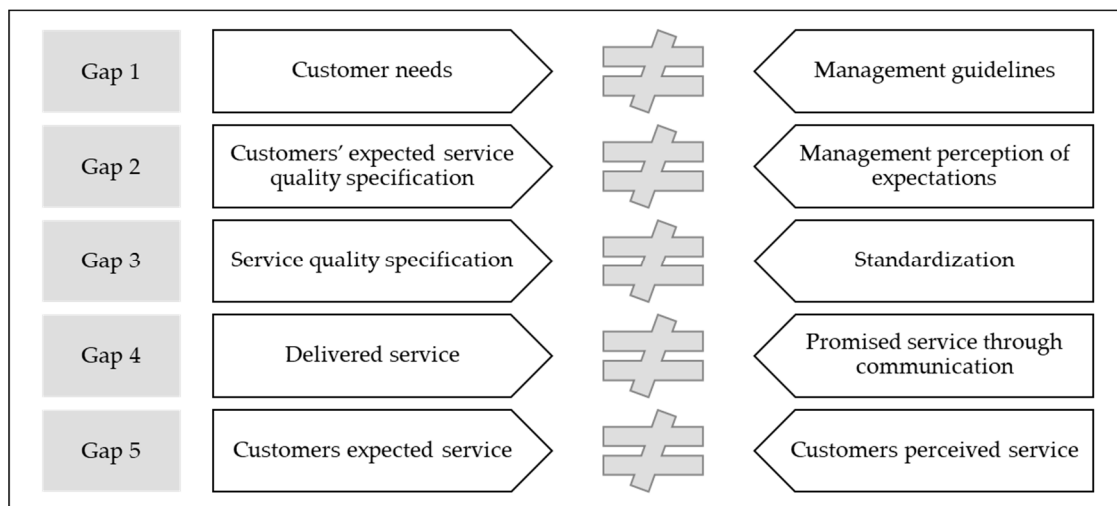 Gap 1
Customer needs
Management guidelines
Gap 2
Customers’ expected service
quality specification
Management perception of
expectations
Gap 3
Service quality specification
Standardization
Gap 4
Delivered service
Promised service through
communication
Gap 5
Customers expected service
Customers perceived service